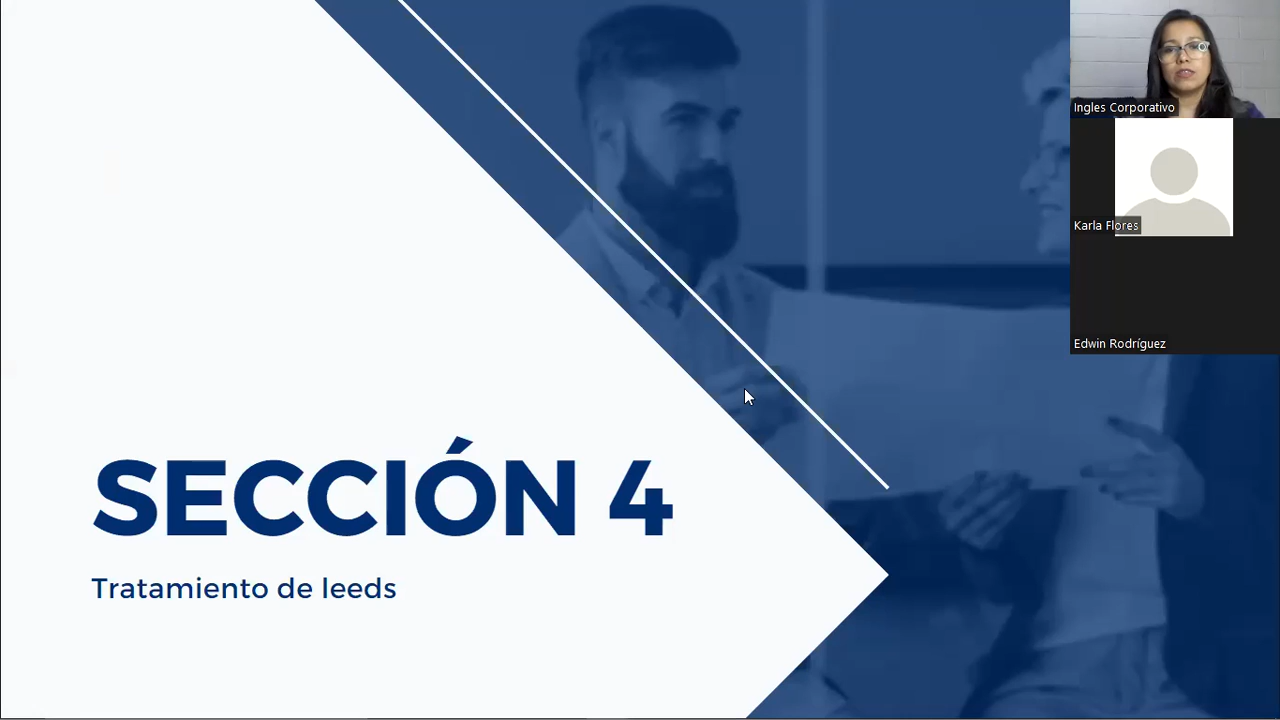 SECCIÓN 4
Tratamiento de leeds
Ingles Corporativo
Karla Flores
Edwin Rodríguez